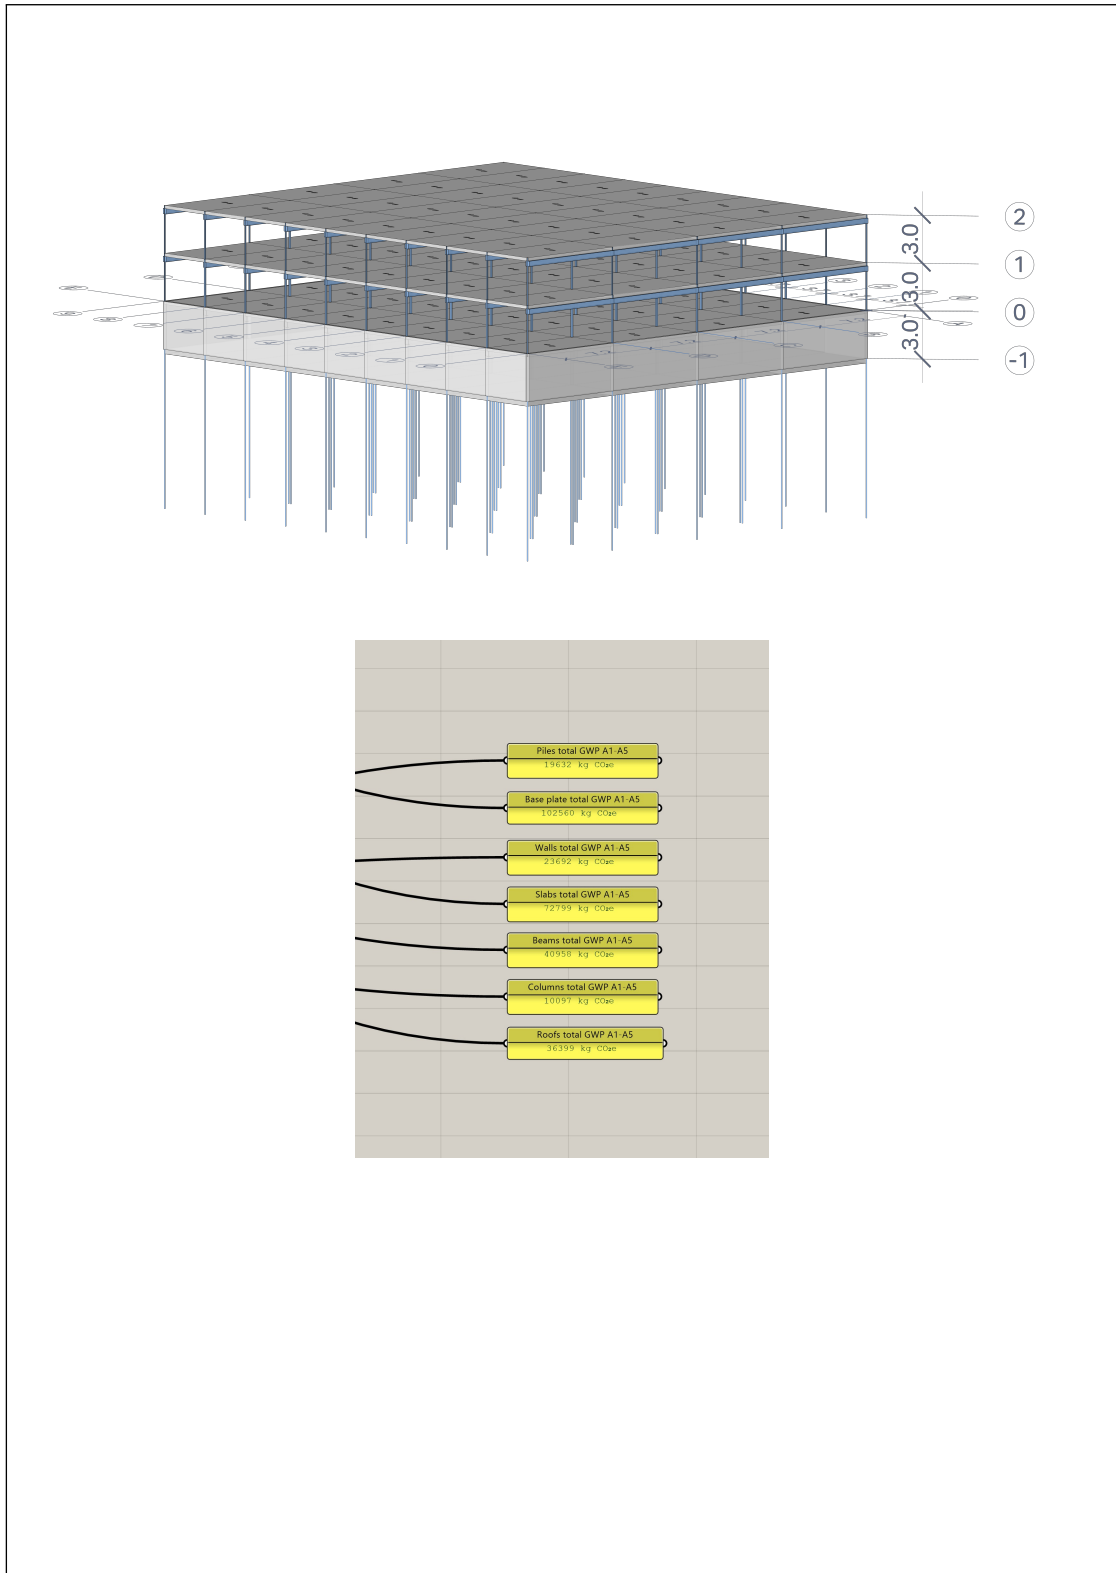 2
3.0
1
3.0
0
3.0
-1
Piles total GWP A1-A5
19632 kg CO₂e
Base plate total GWP A1-A5
102560 kg CO₂e
Walls total GWP A1-A5
23692 kg CO₂e
Slabs total GWP A1-A5
72799 kg CO₂e
Beams total GWP A1-A5
40958 kg CO₂e
Columns total GWP A1-A5
10097 kg CO₂e
Roofs total GWP A1-A5
36399 kg CO₂e